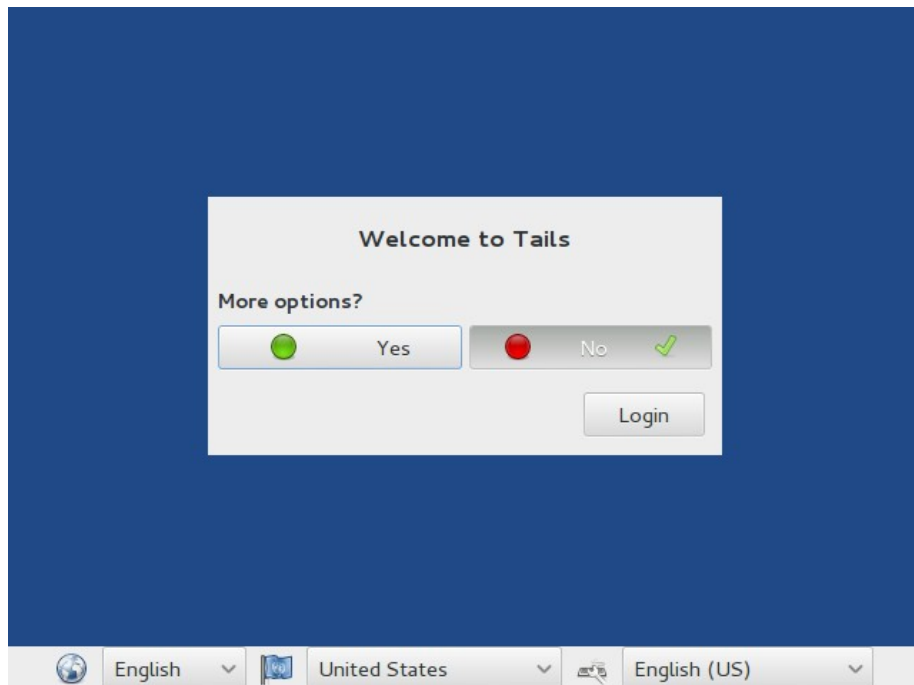 Welcome to Tails
More options?
Yes No
Login
English United States English (US)